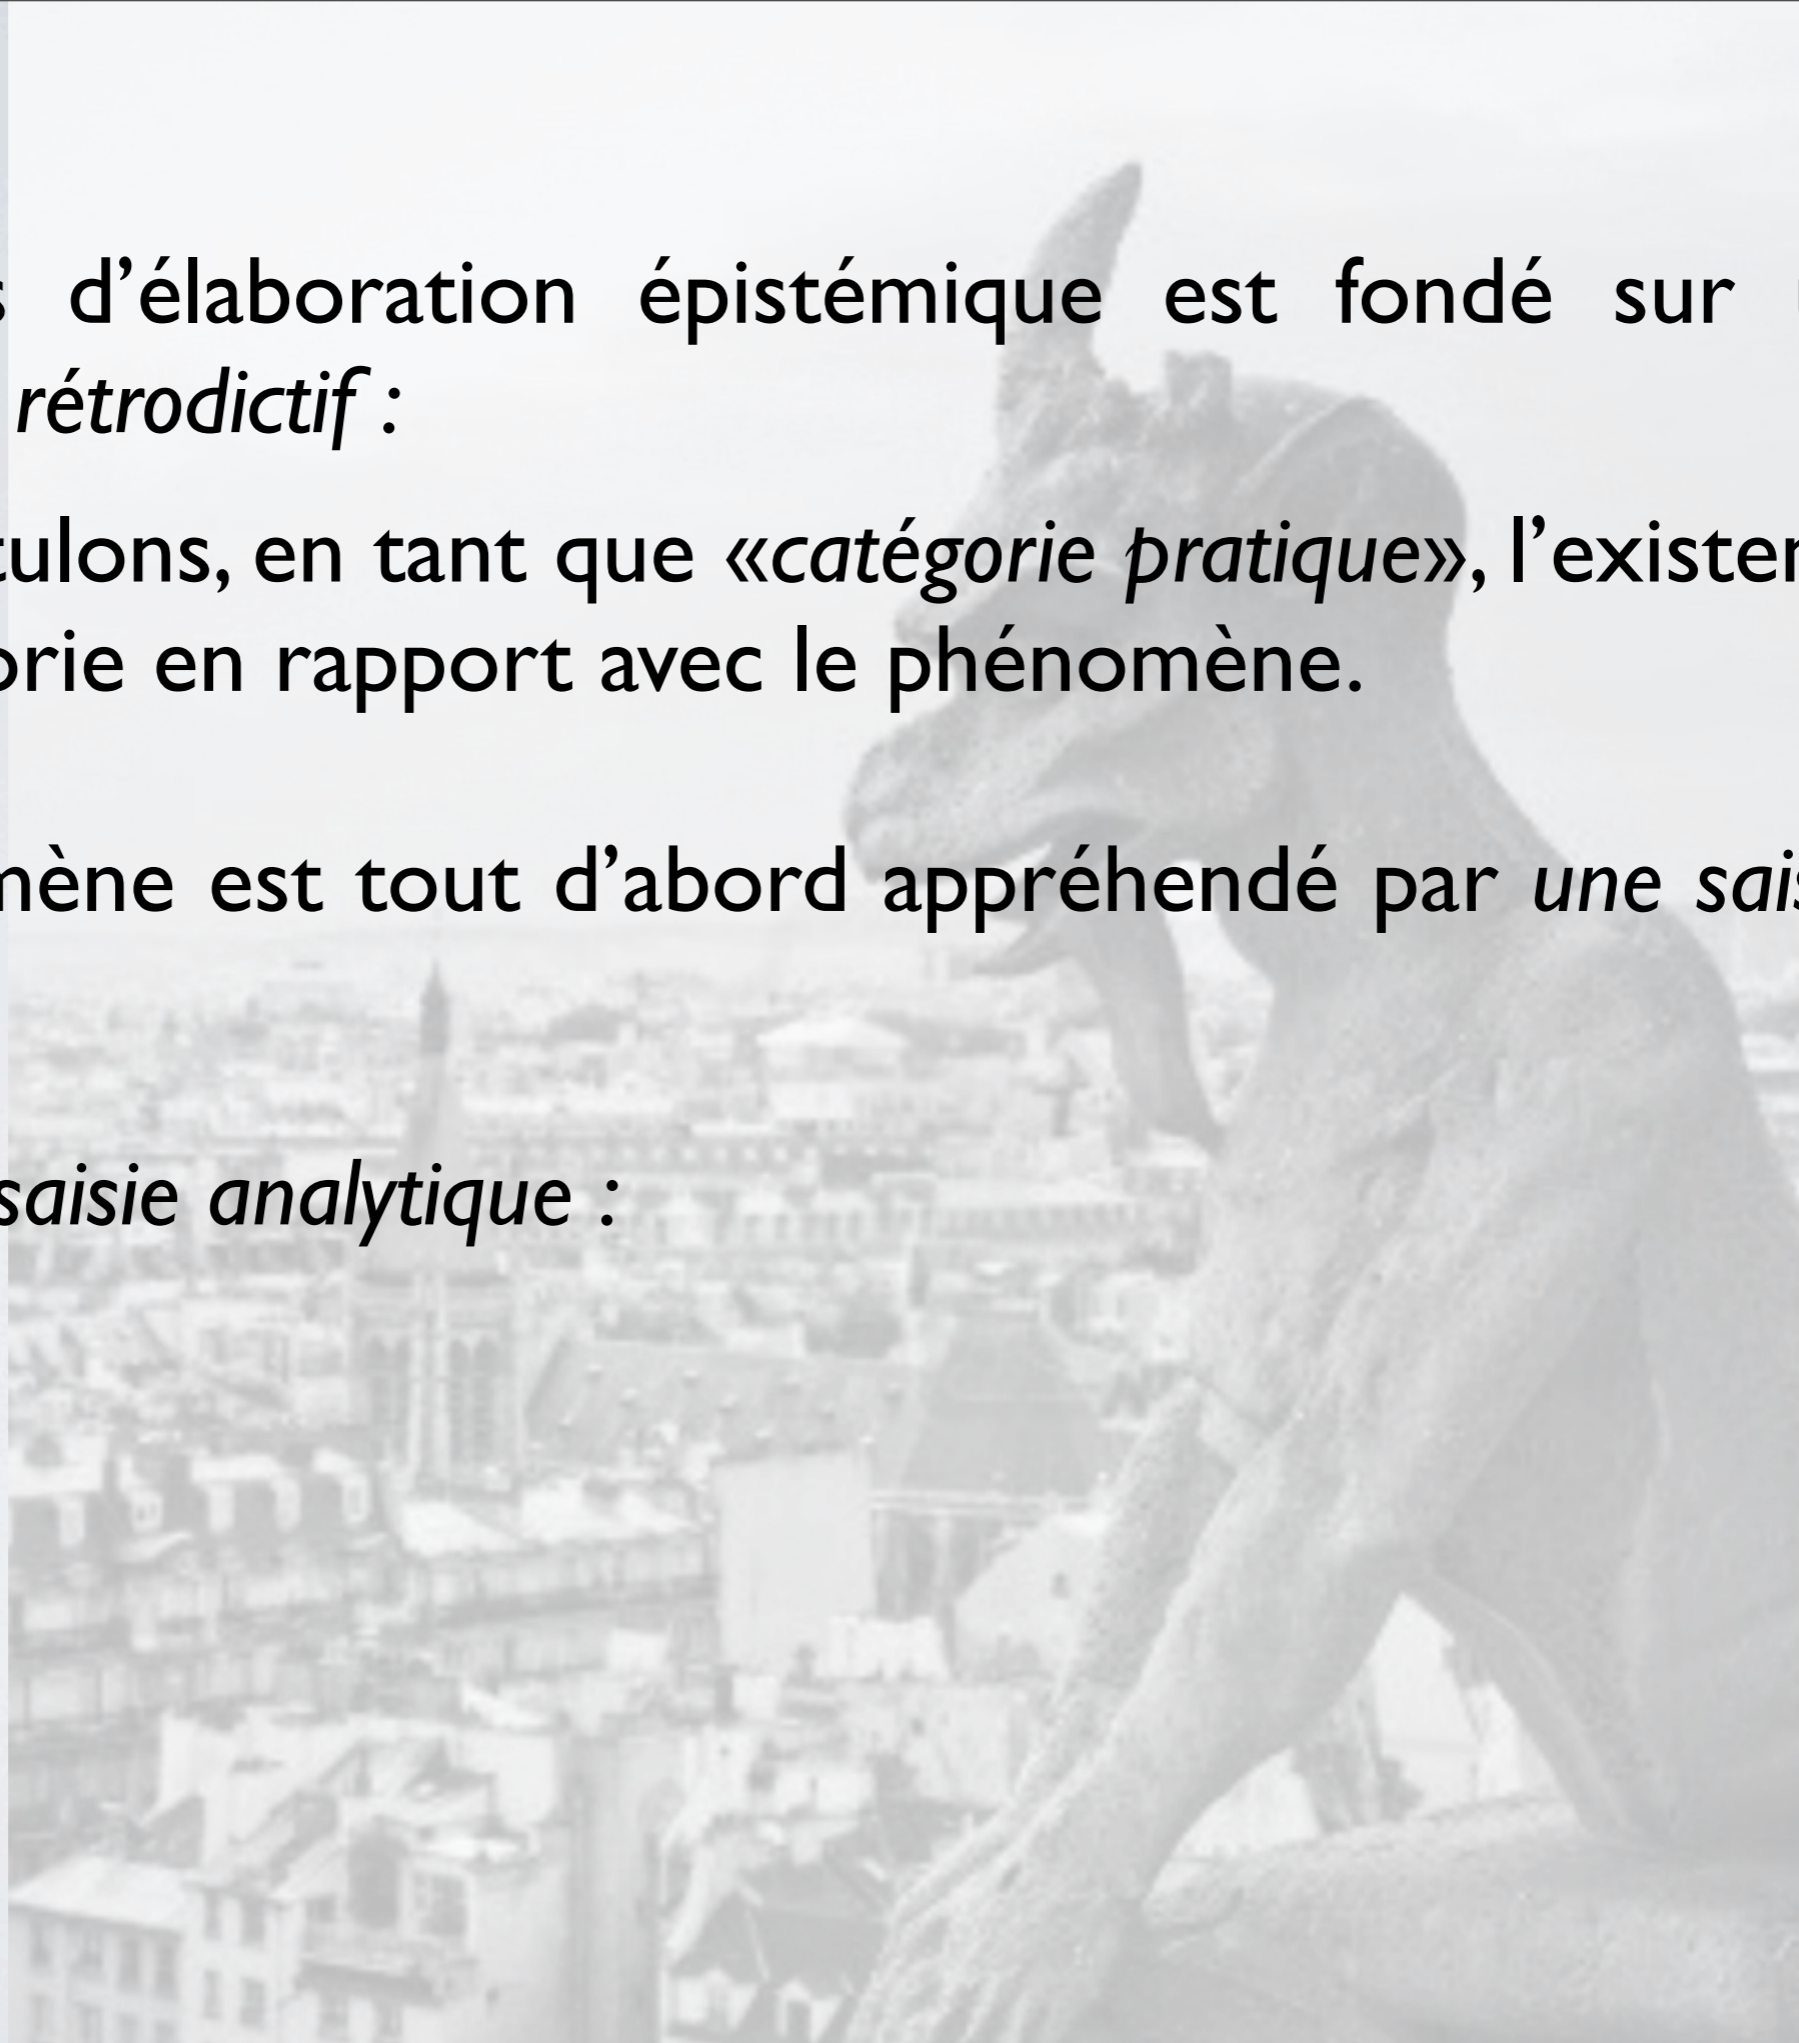 d’élaboration épistémique est fondé sur
rétrodictif :
tulons, en tant que «catégorie pratique», l’existen
orie en rapport avec le phénomène.
mène est tout d’abord appréhendé par une sais
saisie analytique :